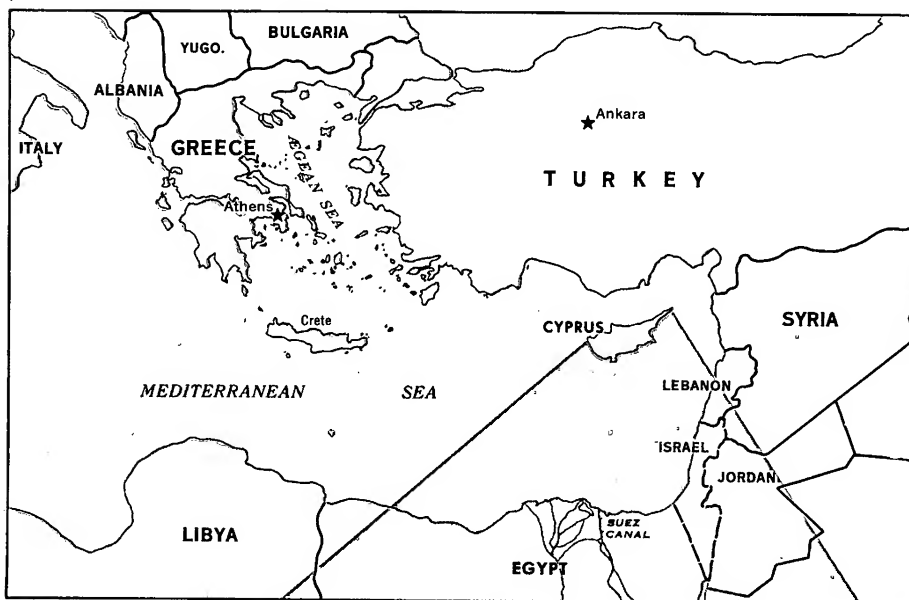 BULGARIA
YUGO.
ALBANIA
ITALY
GREECE
ÆGEAN SEA
Athens
Ankara
TURKEY
Crete
CYPRUS
SYRIA
MEDITERRANEAN SEA
LEBANON
ISRAEL
JORDAN
LIBYA
SUEZ
CANAL
EGYPT